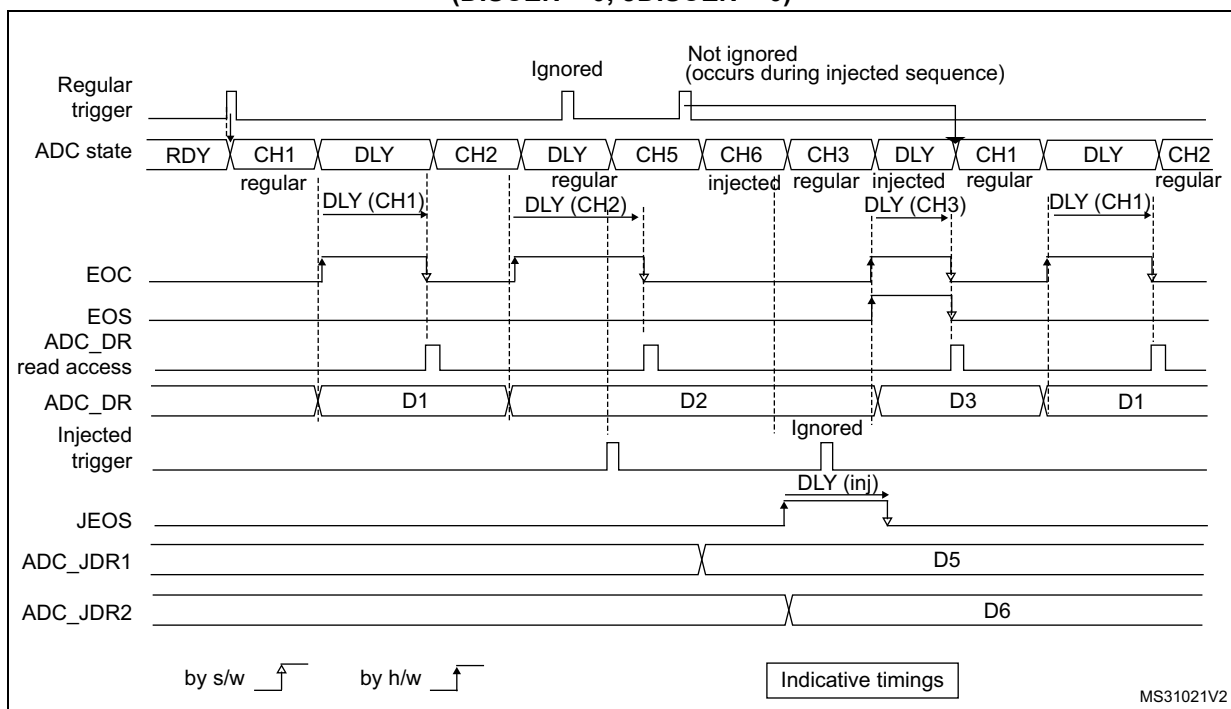 Regular
trigger
Ignored
Not ignored
(occurs during injected sequence)
ADC state
RDY CH1 DLY CH2 DLY CH5 CH6 CH3 DLY CH1 DLY CH2
regular regular injected regular injected regular regular
DLY (CH1) DLY (CH2) DLY (CH3) DLY (CH1)
EOC
EOS
ADC_DR
read access
ADC_DR D1 D2 D3 D1
Injected
trigger
Ignored
DLY (inj)
JEOS
ADC_JDR1 D5
ADC_JDR2 D6
by s/w by h/w Indicative timings
MS31021V2